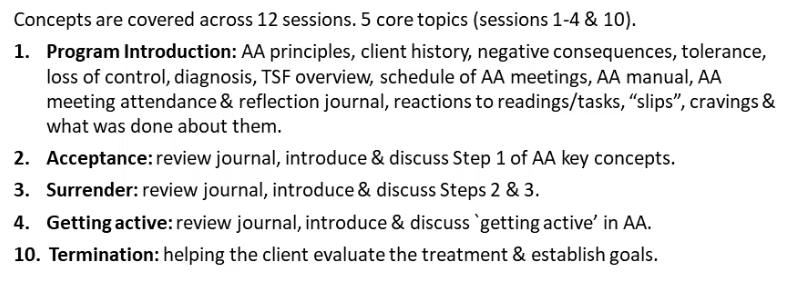 Concepts are covered across 12 sessions. 5 core topics (sessions 1-4 & 10).
1. Program Introduction: AA principles, client history, negative consequences, tolerance,
loss of control, diagnosis, TSF overview, schedule of AA meetings, AA manual, AA
meeting attendance & reflection journal, reactions to readings/tasks, “slips”, cravings &
what was done about them.
2. Acceptance: review journal, introduce & discuss Step 1 of AA key concepts.
3. Surrender: review journal, introduce & discuss Steps 2 & 3.
4. Getting active: review journal, introduce & discuss `getting active’ in AA.
10. Termination: helping the client evaluate the treatment & establish goals.